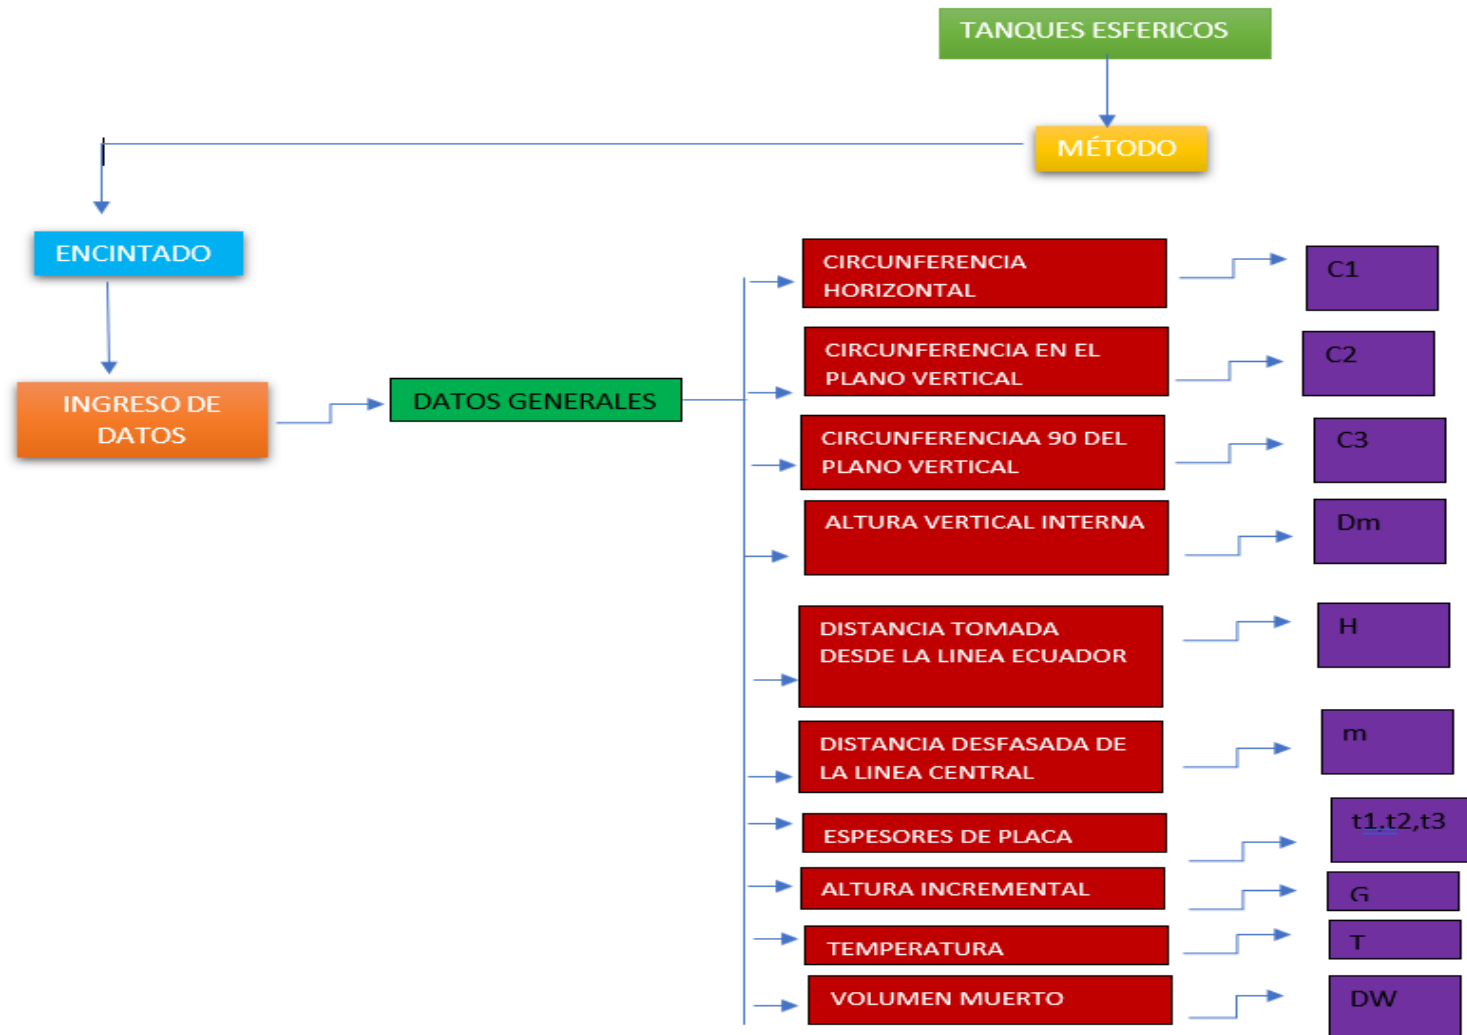 TANQUES ESFERICOS
MÉTODO
ENCINTADO
INGRESO DE
DATOS
DATOS GENERALES
CIRCUNFERENCIA
HORIZONTAL
C1
CIRCUNFERENCIA EN EL
PLANO VERTICAL
C2
CIRCUNFERENCIAA 90 DEL
PLANO VERTICAL
C3
ALTURA VERTICAL INTERNA
Dm
DISTANCIA TOMADA
DESDE LA LINEA ECUADOR
H
DISTANCIA DESFASADA DE
LA LINEA CENTRAL
m
ESPESORES DE PLACA
t1.t2,t3
ALTURA INCREMENTAL
G
TEMPERATURA
T
VOLUMEN MUERTO
DW